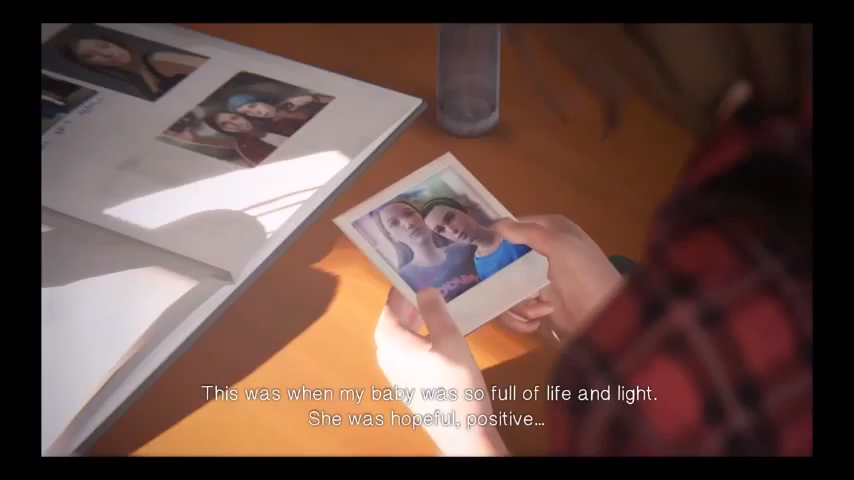 This was when my baby was so full of life and light.
She was hopeful, positive...